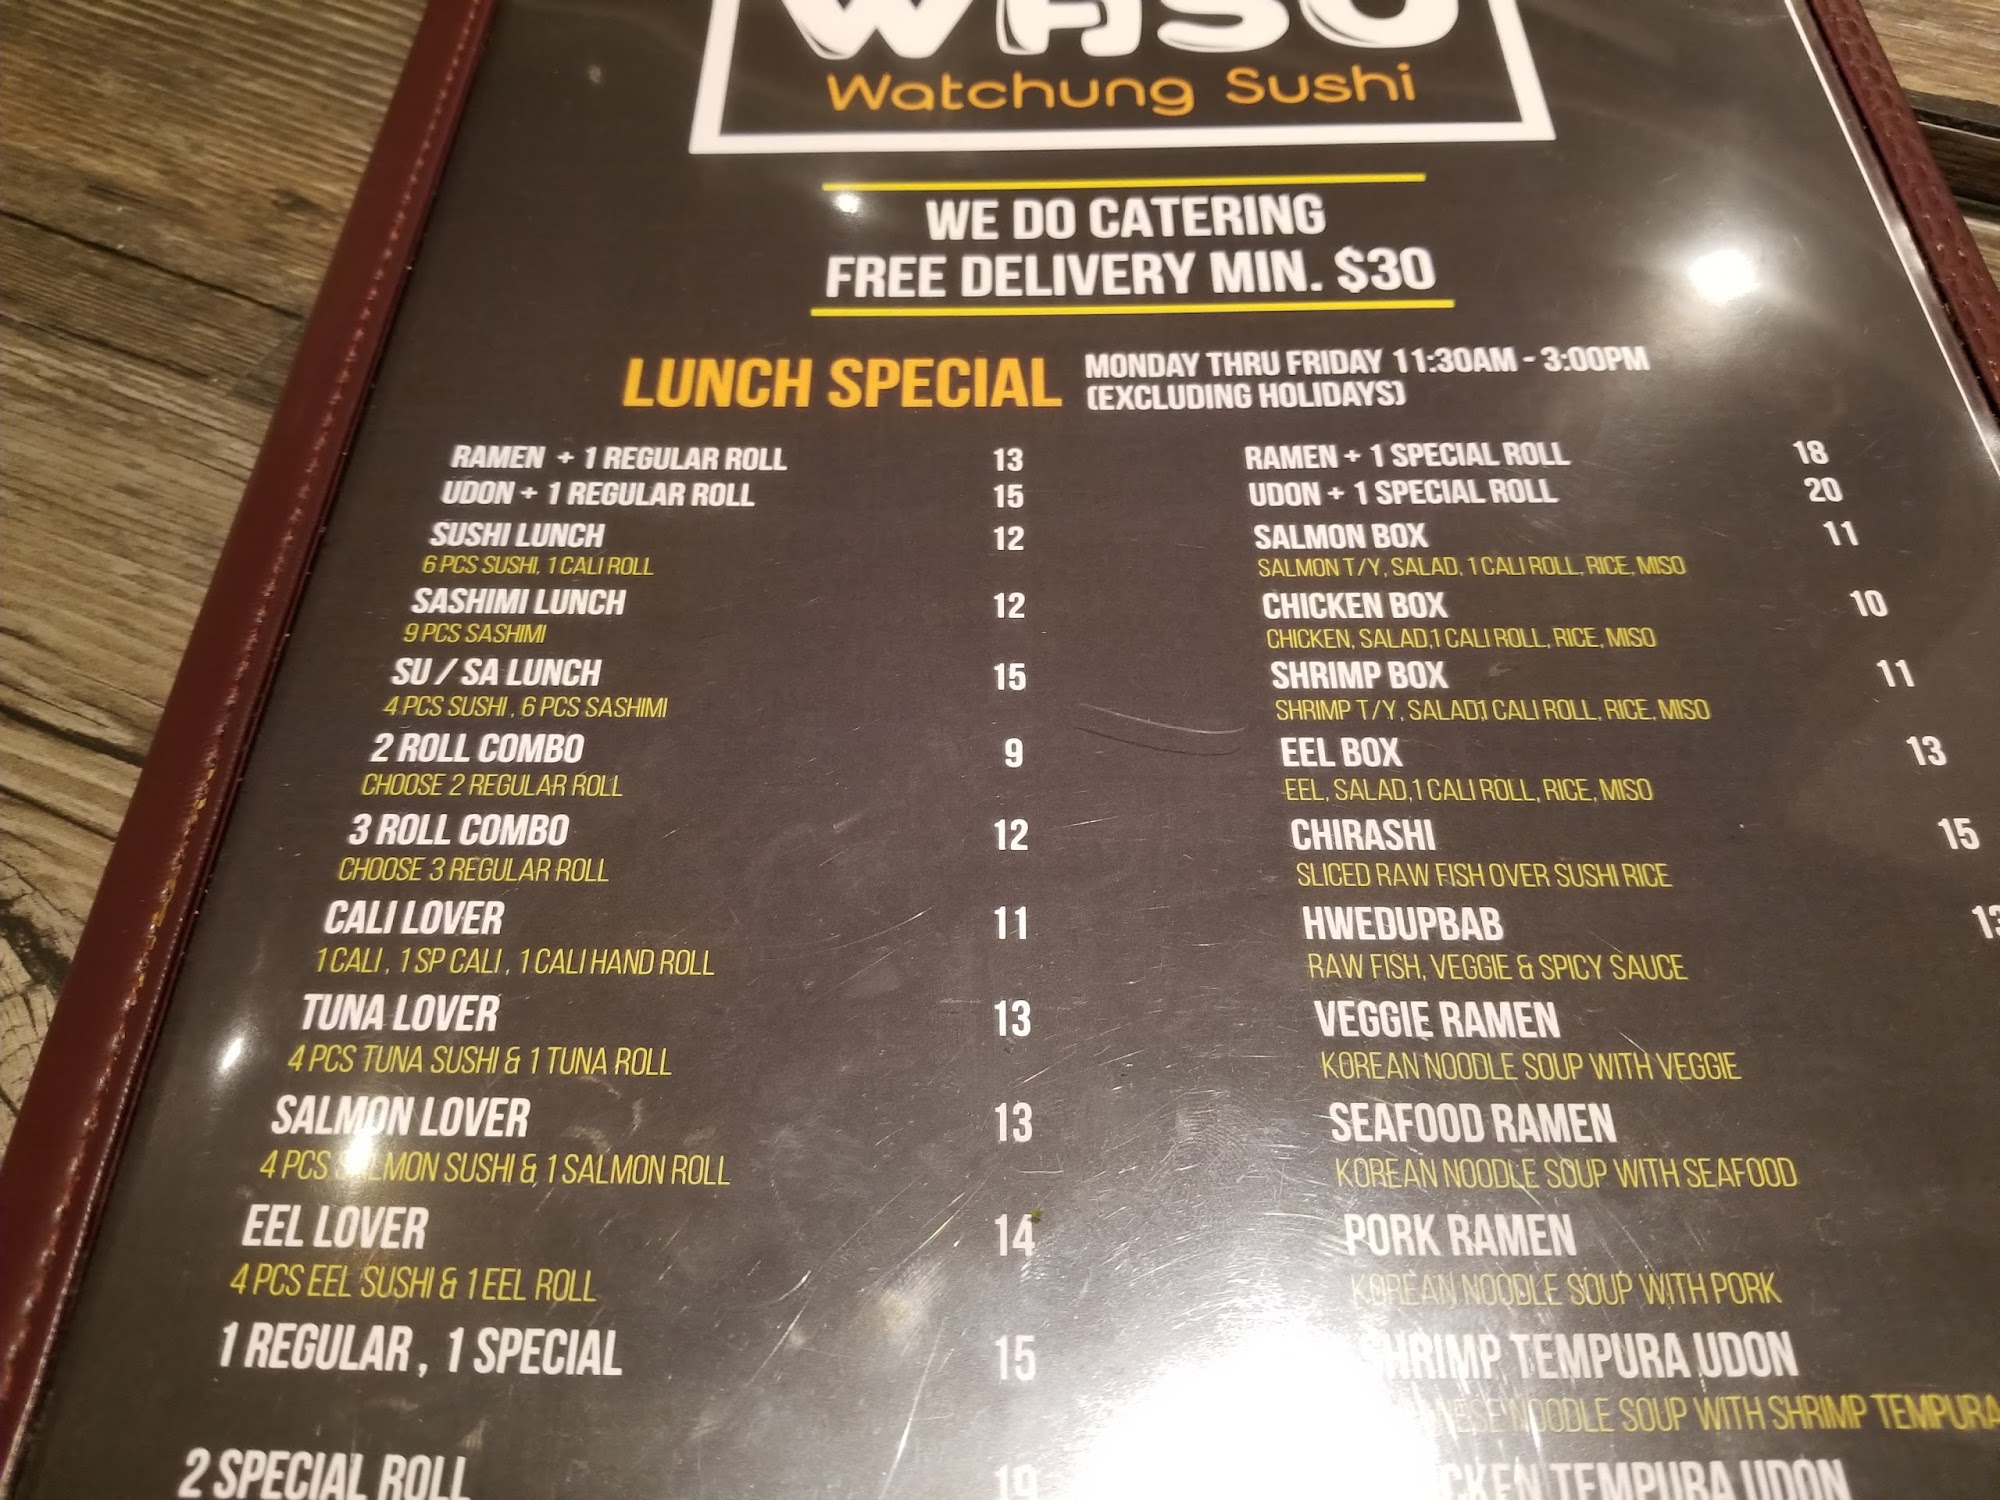 WASU
Watchung Sushi
WE DO CATERING
FREE DELIVERY MIN. $30
LUNCH SPECIAL
MONDAY THRU FRIDAY 11:30AM - 3:00PM
(EXCLUDING HOLIDAYS)
RAMEN + 1 REGULAR ROLL 13
UDON + 1 REGULAR ROLL 15
SUSHI LUNCH 12
6 PCS SUSHI, 1 CALI ROLL
SASHIMI LUNCH 12
9 PCS SASHIMI
SU / SA LUNCH 15
4 PCS SUSHI , 6 PCS SASHIMI
2 ROLL COMBO 9
CHOOSE 2 REGULAR ROLL
3 ROLL COMBO 12
CHOOSE 3 REGULAR ROLL
CALI LOVER 11
1 CALI , 1 SP CALI , 1 CALI HAND ROLL
TUNA LOVER 13
4 PCS TUNA SUSHI & 1 TUNA ROLL
SALMON LOVER 13
4 PCS SALMON SUSHI & 1 SALMON ROLL
EEL LOVER 14
4 PCS EEL SUSHI & 1 EEL ROLL
1 REGULAR , 1 SPECIAL 15
2 SPECIAL ROLL 19
RAMEN + 1 SPECIAL ROLL 18
UDON + 1 SPECIAL ROLL 20
SALMON BOX 11
SALMON T/Y, SALAD, 1 CALI ROLL, RICE, MISO
CHICKEN BOX 10
CHICKEN, SALAD,1 CALI ROLL, RICE, MISO
SHRIMP BOX 11
SHRIMP T/Y, SALAD,1 CALI ROLL, RICE, MISO
EEL BOX 13
EEL, SALAD,1 CALI ROLL, RICE, MISO
CHIRASHI 15
SLICED RAW FISH OVER SUSHI RICE
HWEDUPBAB 13
RAW FISH, VEGGIE & SPICY SAUCE
VEGGIE RAMEN
KOREAN NOODLE SOUP WITH VEGGIE
SEAFOOD RAMEN
KOREAN NOODLE SOUP WITH SEAFOOD
PORK RAMEN
KOREAN NOODLE SOUP WITH PORK
SHRIMP TEMPURA UDON
NOODLE SOUP WITH SHRIMP TEMPURA
TEMPURA UDON